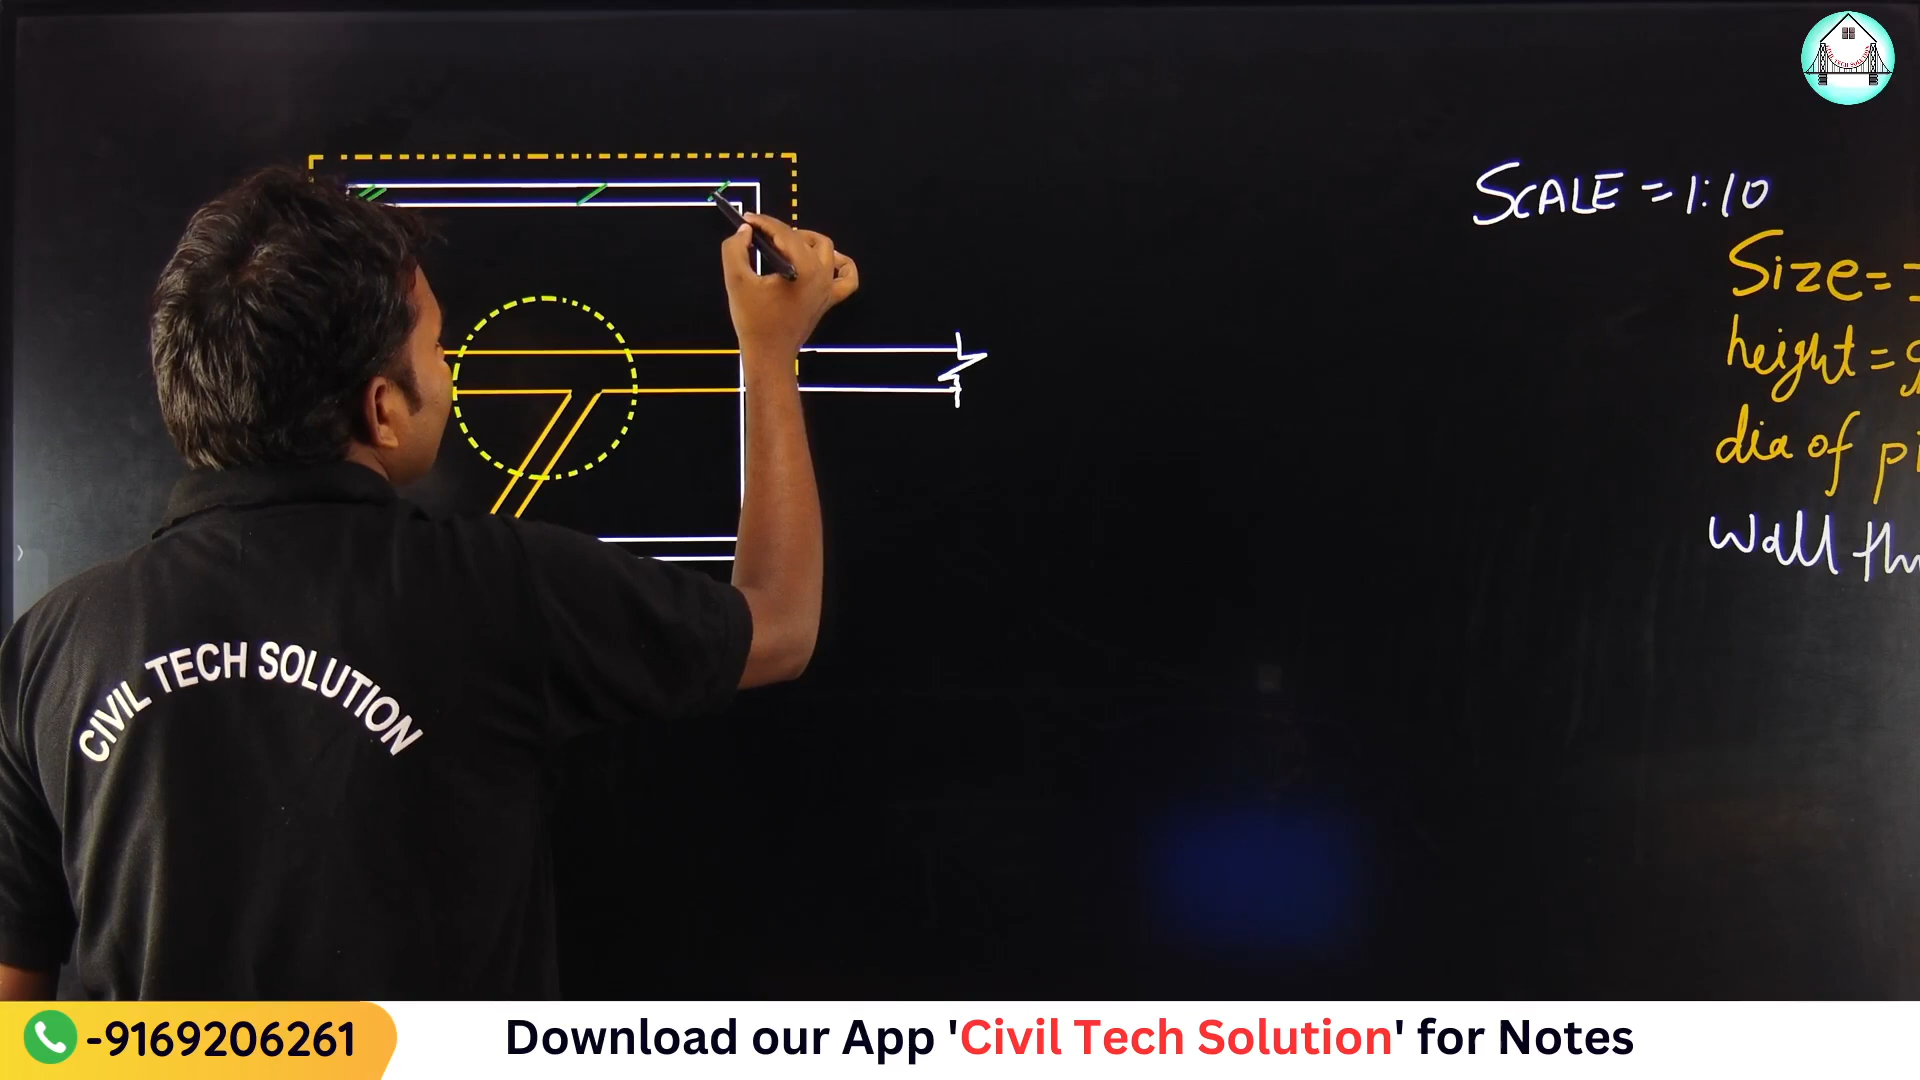 SCALE = 1:10
Size =
height =
dia of
Wall
CIVIL TECH SOLUTION
-9169206261
Download our App 'Civil Tech Solution' for Notes